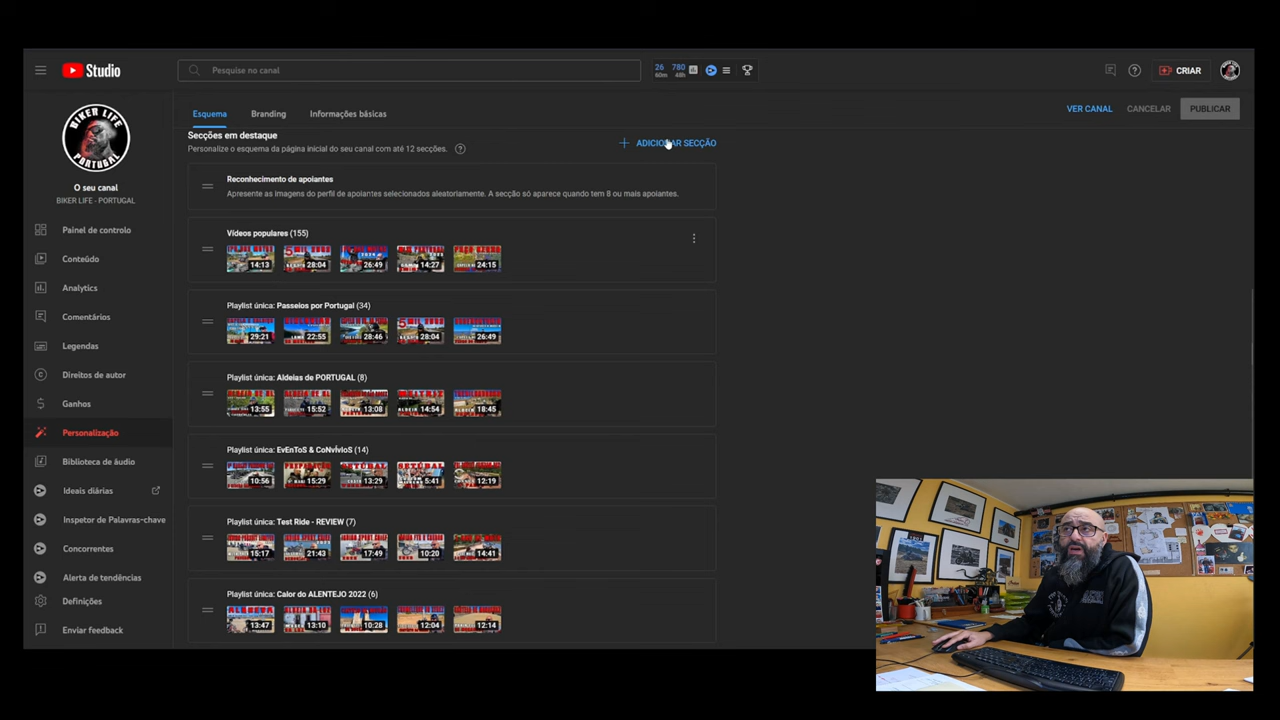 Studio
Pesquise no canal
26
60m
780
48h
CRIAR
BIKER LIFE
PORTUGAL
O seu canal
BIKER LIFE - PORTUGAL
Painel de controlo
Conteúdo
Analytics
Comentários
Legendas
Direitos de autor
Ganhos
Personalização
Biblioteca de áudio
Ideais diárias
Inspetor de Palavras-chave
Concorrentes
Alerta de tendências
Definições
Enviar feedback
Esquema
Branding
Informações básicas
VER CANAL
CANCELAR
PUBLICAR
Secções em destaque
Personalize o esquema da página inicial do seu canal com até 12 secções.
ADICIONAR SECÇÃO
Reconhecimento de apoiantes
Apresente as imagens do perfil de apoiantes selecionados aleatoriamente. A secção só aparece quando tem 8 ou mais apoiantes.
Vídeos populares (155)
14:13 28:04 26:49 14:27 24:15
Playlist única: Passeios por Portugal (34)
29:21 22:55 28:46 28:04 26:49
Playlist única: Aldeias de PORTUGAL (8)
13:55 15:52 13:08 14:54 18:45
Playlist única: EvEnToS & CoNvÍvIoS (14)
10:56 15:29 13:29 5:41 12:19
Playlist única: Test Ride - REVIEW (7)
15:17 21:43 17:49 10:20 14:41
Playlist única: Calor do ALENTEJO 2022 (6)
13:47 13:10 10:28 12:04 12:14